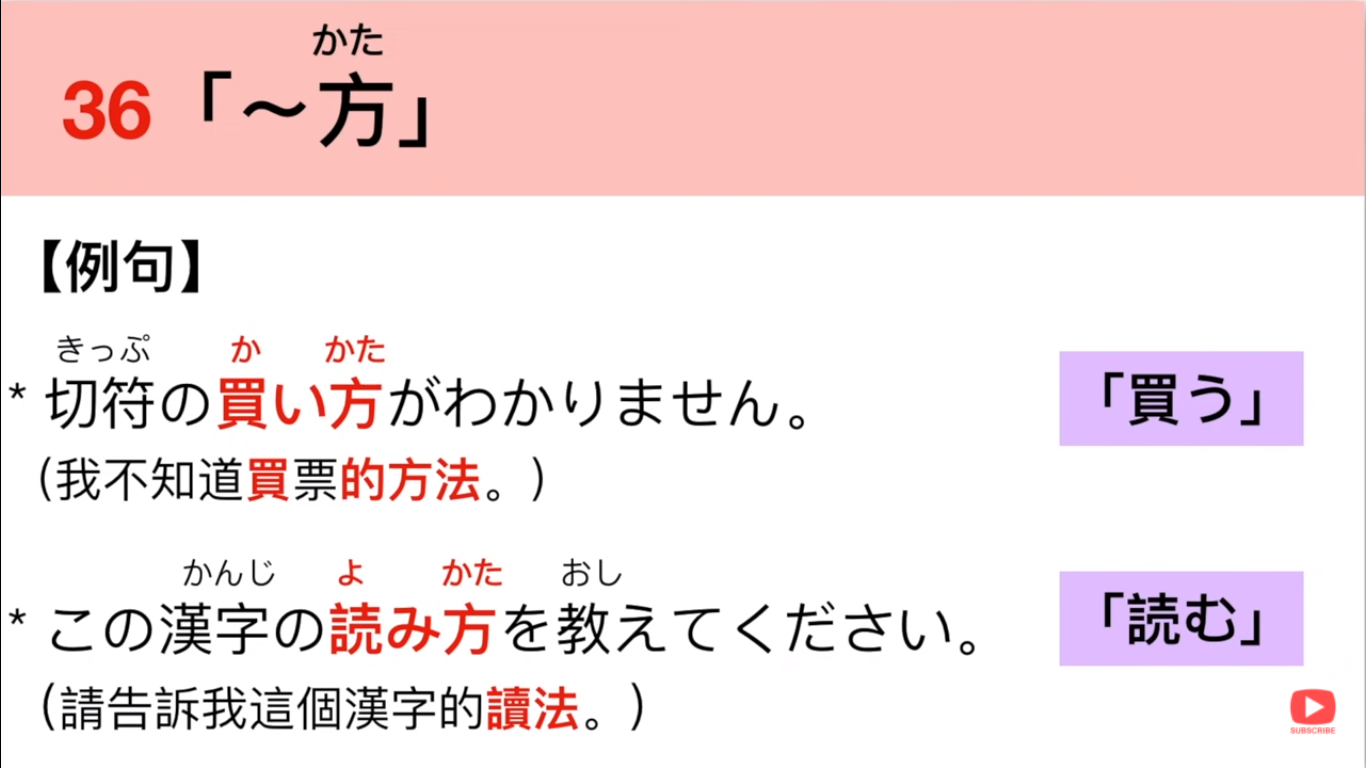 かた
36「～方」
【例句】
きっぷ か かた
* 切符の買い方がわかりません。
「買う」
（我不知道買票的方法。）
かんじ よ かた おし
* この漢字の読み方を教えてください。
「読む」
（請告訴我這個漢字的讀法。）
SUBSCRIBE